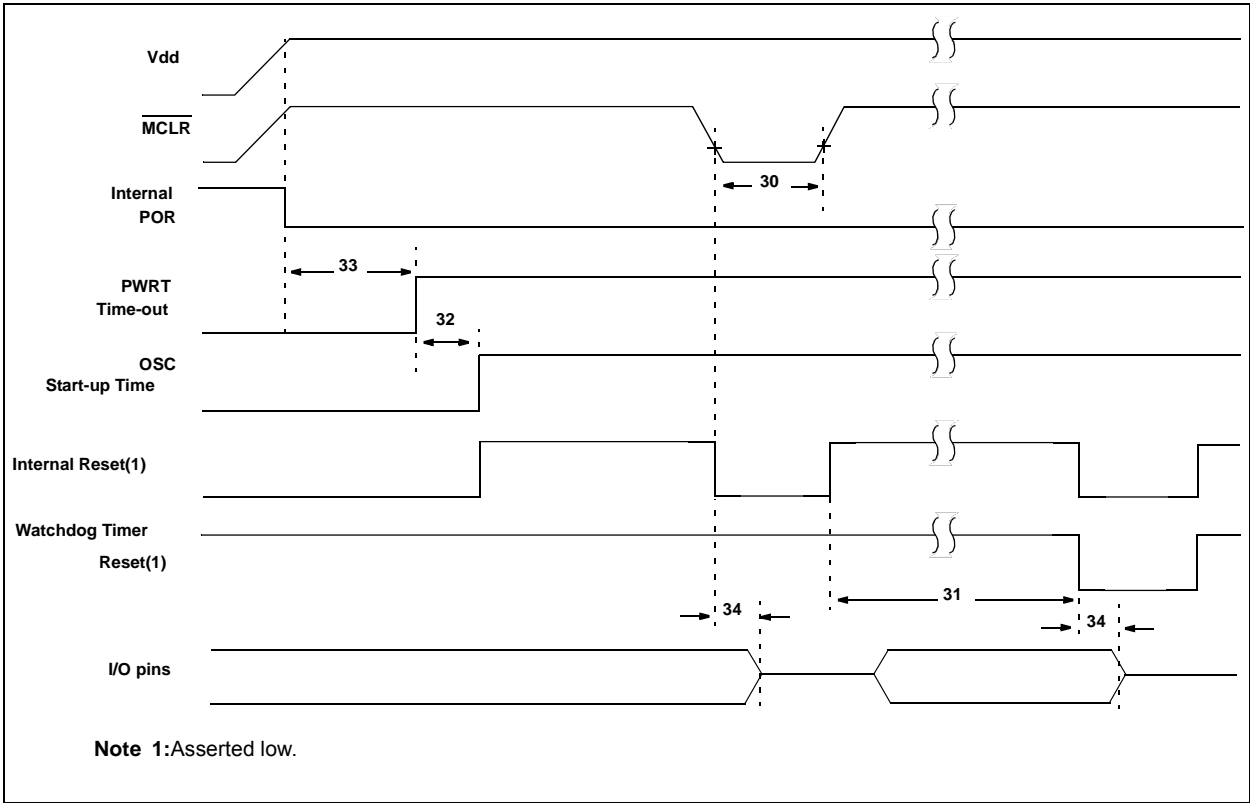 Vdd
MCLR
30
Internal
POR
33
PWRT
Time-out
32
OSC
Start-up Time
Internal Reset(1)
Watchdog Timer
Reset(1)
31
34
34
I/O pins
Note 1:Asserted low.